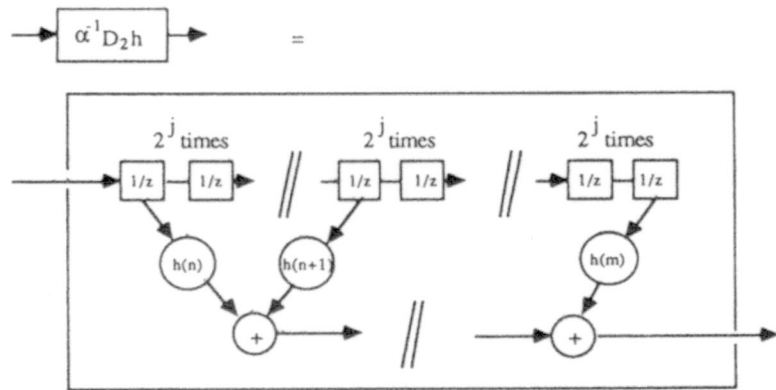 α⁻¹D₂h
=
2ʲ times 2ʲ times 2ʲ times
1/z 1/z 1/z 1/z 1/z 1/z
h(n) h(n+1) h(m)
+ +